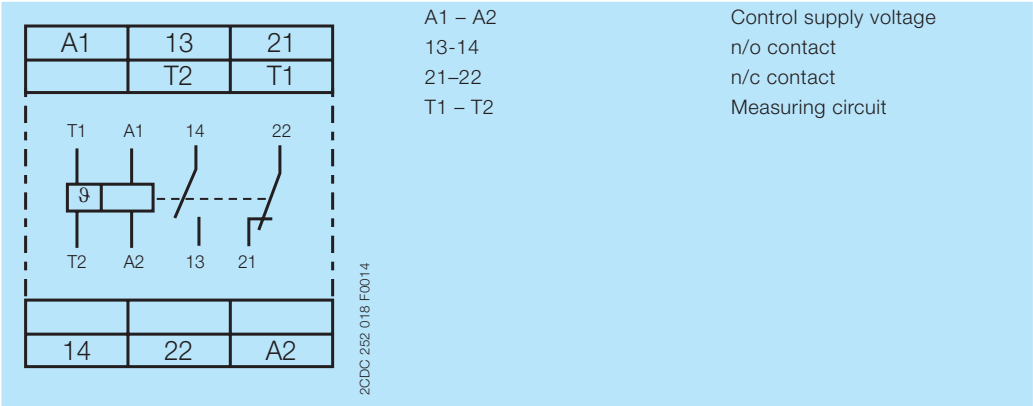 A1 13 21
T2 T1
T1 A1 14 22
ϑ
T2 A2 13 21
14 22 A2
2CDC 252 018 F0014
A1 – A2 Control supply voltage
13-14 n/o contact
21–22 n/c contact
T1 – T2 Measuring circuit